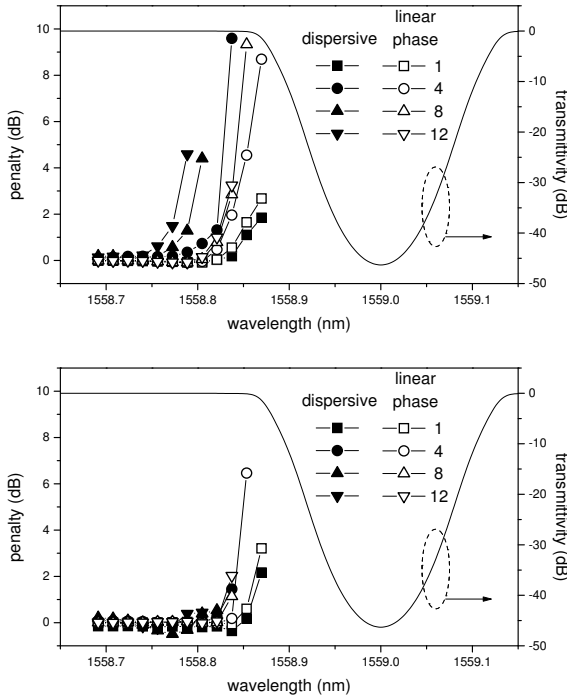 linear
dispersive phase
1
4
8
12
penalty (dB)
10
8
6
4
2
0
0
-10
-20
-30
-40
-50
transmittivity (dB)
1558.7 1558.8 1558.9 1559.0 1559.1
wavelength (nm)
linear
dispersive phase
1
4
8
12
penalty (dB)
10
8
6
4
2
0
0
-10
-20
-30
-40
-50
transmittivity (dB)
1558.7 1558.8 1558.9 1559.0 1559.1
wavelength (nm)